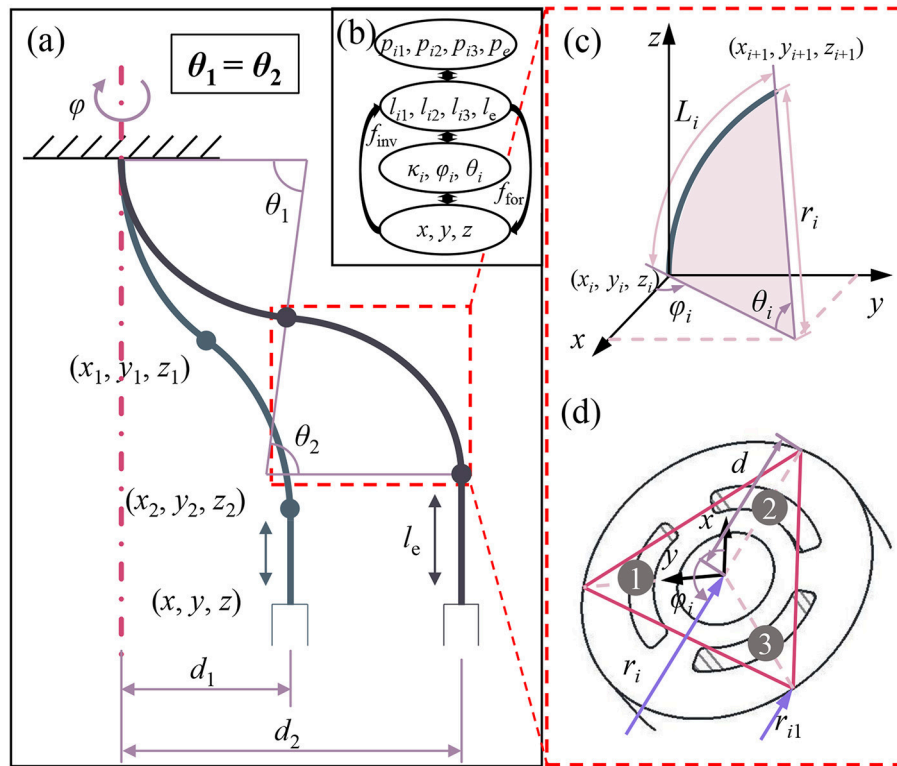 (a)
φ
θ₁ = θ₂
θ₁
(x₁, y₁, z₁)
θ₂
(x₂, y₂, z₂)
lₑ
(x, y, z)
d₁
d₂
(b)
pᵢ₁, pᵢ₂, pᵢ₃, pₑ
lᵢ₁, lᵢ₂, lᵢ₃, lₑ
f_inv
κᵢ, φᵢ, θᵢ
f_for
x, y, z
(c)
z
(xᵢ₊₁, yᵢ₊₁, zᵢ₊₁)
Lᵢ
rᵢ
(xᵢ, yᵢ, zᵢ)
φᵢ
θᵢ
y
x
(d)
d
2
x
y
1
φᵢ
3
rᵢ
rᵢ₁